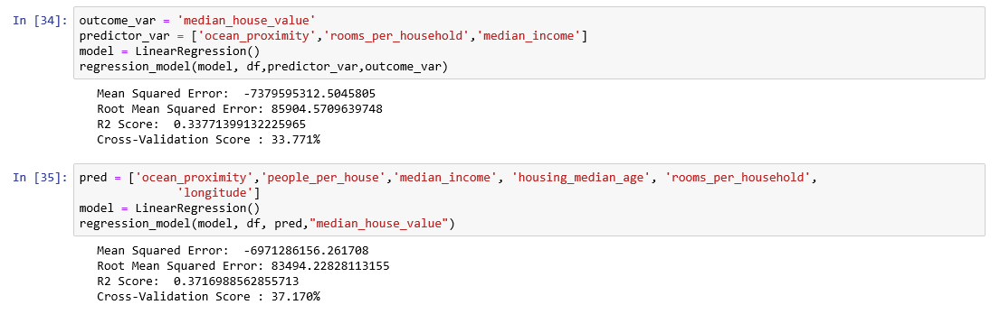 In [34]: outcome_var = 'median_house_value'
predictor_var = ['ocean_proximity','rooms_per_household','median_income']
model = LinearRegression()
regression_model(model, df,predictor_var,outcome_var)
Mean Squared Error:  -7379595312.5045805
Root Mean Squared Error: 85904.5709639748
R2 Score:  0.33771399132225965
Cross-Validation Score : 33.771%
In [35]: pred = ['ocean_proximity','people_per_house','median_income', 'housing_median_age', 'rooms_per_household',
'longitude']
model = LinearRegression()
regression_model(model, df, pred,"median_house_value")
Mean Squared Error:  -6971286156.261708
Root Mean Squared Error: 83494.22828113155
R2 Score:  0.3716988562855713
Cross-Validation Score : 37.170%